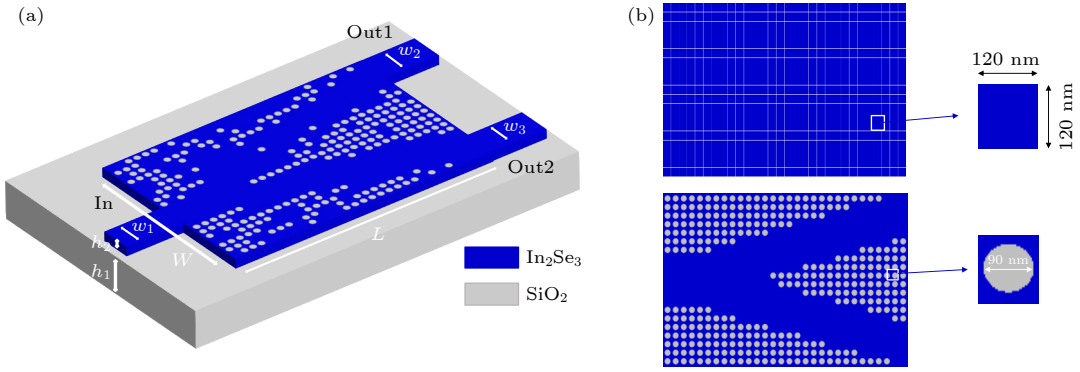 (a)
Out1
w₂
w₃
Out2
In
w₁
h₂
h₁
W
L
In₂Se₃
SiO₂
(b)
120 nm
120 nm
90 nm